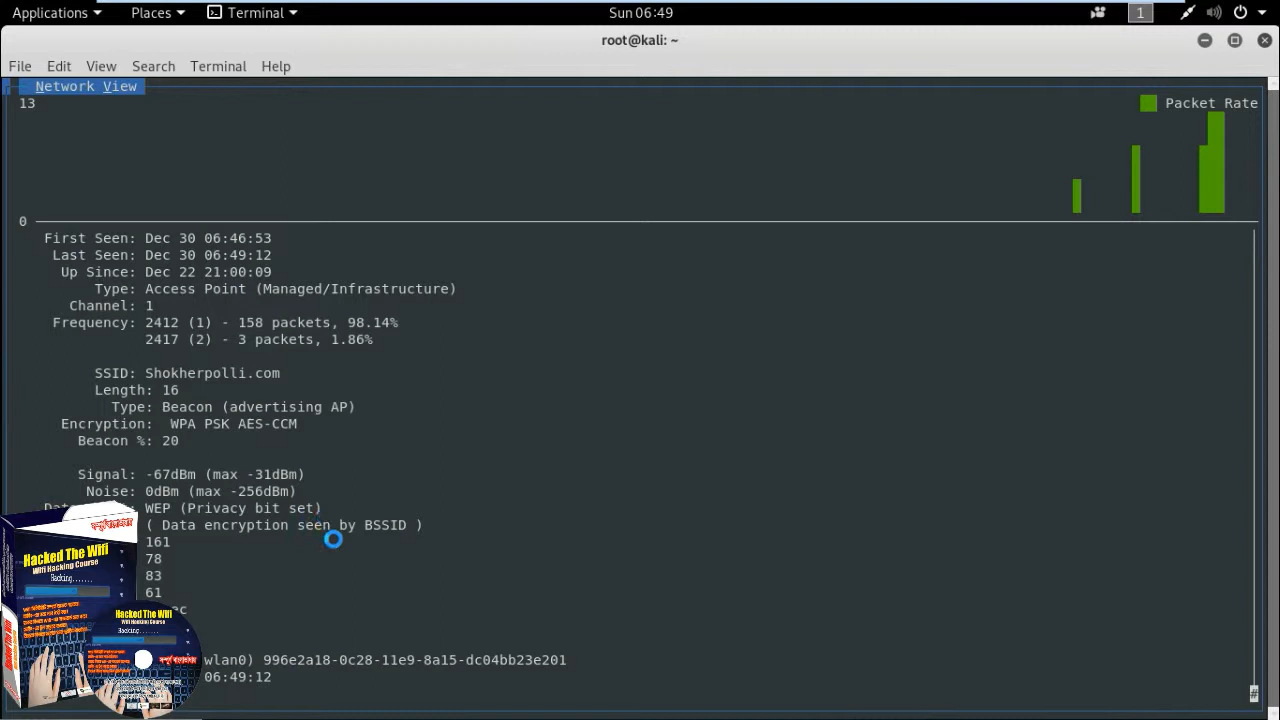 Applications Places Terminal Sun 06:49 1
root@kali: ~
File Edit View Search Terminal Help
Network View
13
Packet Rate
0
First Seen: Dec 30 06:46:53
Last Seen: Dec 30 06:49:12
Up Since: Dec 22 21:00:09
Type: Access Point (Managed/Infrastructure)
Channel: 1
Frequency: 2412 (1) - 158 packets, 98.14%
2417 (2) - 3 packets, 1.86%
SSID: Shokherpolli.com
Length: 16
Type: Beacon (advertising AP)
Encryption: WPA PSK AES-CCM
Beacon %: 20
Signal: -67dBm (max -31dBm)
Noise: 0dBm (max -256dBm)
WEP (Privacy bit set)
( Data encryption seen by BSSID )
161
78
83
61
wlan0) 996e2a18-0c2c-11e9-8a15-dc04bb23e201
06:49:12
#
সম্পূর্ণ বাংলায়
Hacked The Wifi
Wifi Hacking Course
Hacking.......
Hacked The Wifi
Wifi Hacking Course
Hacking.......